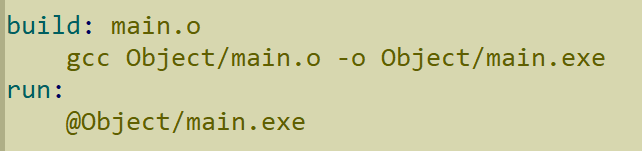 build: main.o
    gcc Object/main.o -o Object/main.exe
run:
    @Object/main.exe